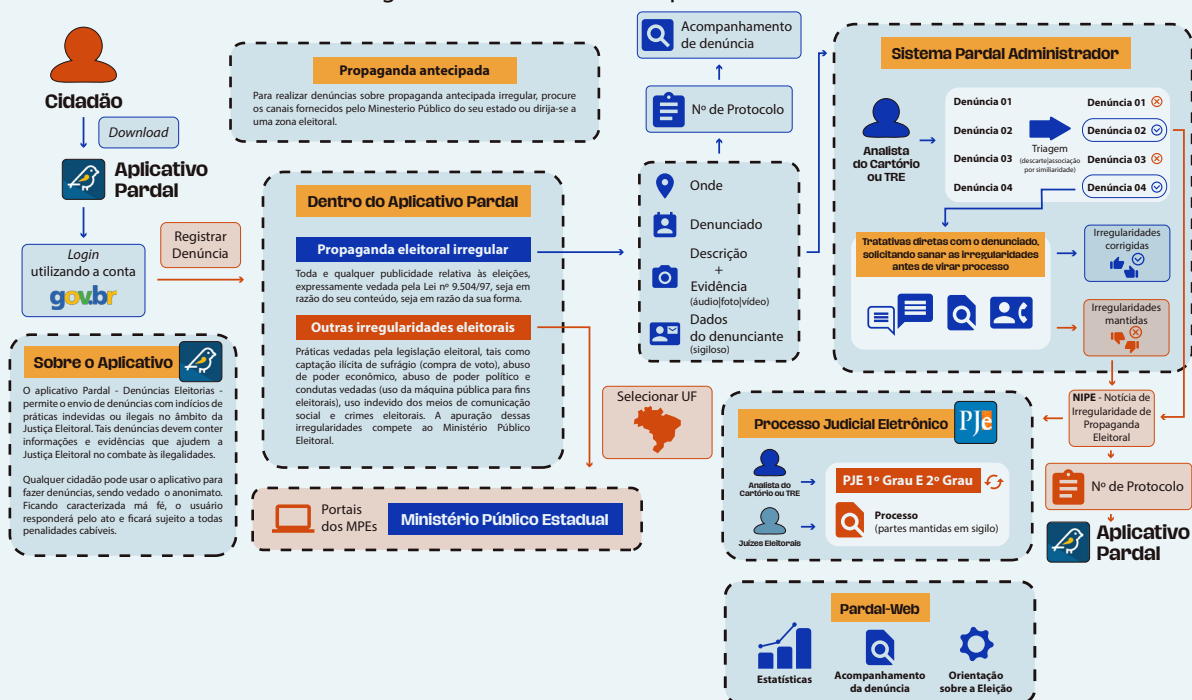 Cidadão
Download
Aplicativo
Pardal
Login
utilizando a conta
gov.br
Registrar
Denúncia
Sobre o Aplicativo
O aplicativo Pardal - Denúncias Eleitorias -
permite o envio de denúncias com indícios de
práticas indevidas ou ilegais no âmbito da
Justiça Eleitoral. Tais denúncias devem conter
informações e evidências que ajudem a
Justiça Eleitoral no combate às ilegalidades.
Qualquer cidadão pode usar o aplicativo para
fazer denúncias, sendo vedado o anonimato.
Ficando caracterizada má fé, o usuário
responderá pelo ato e ficará sujeito a todas
penalidades cabíveis.
Propaganda antecipada
Para realizar denúncias sobre propaganda antecipada irregular, procure
os canais fornecidos pelo Minesterio Público do seu estado ou dirija-se a
uma zona eleitoral.
Dentro do Aplicativo Pardal
Propaganda eleitoral irregular
Toda e qualquer publicidade relativa às eleições,
expressamente vedada pela Lei nº 9.504/97, seja em
razão do seu conteúdo, seja em razão da sua forma.
Outras irregularidades eleitorais
Práticas vedadas pela legislação eleitoral, tais como
captação ilícita de sufrágio (compra de voto), abuso
de poder econômico, abuso de poder político e
condutas vedadas (uso da máquina pública para fins
eleitorais), uso indevido dos meios de comunicação
social e crimes eleitorais. A apuração dessas
irregularidades compete ao Ministério Público
Eleitoral.
Selecionar UF
Portais
dos MPEs
Ministério Público Estadual
Acompanhamento
de denúncia
Nº de Protocolo
Onde
Denunciado
Descrição
+
Evidência
(áudio|foto|vídeo)
Dados
do denunciante
(sigiloso)
Sistema Pardal Administrador
Analista
do Cartório
ou TRE
Denúncia 01
Denúncia 02
Denúncia 03
Denúncia 04
Triagem
(descarte|associação
por similiaridade)
Denúncia 01
Denúncia 02
Denúncia 03
Denúncia 04
Tratativas diretas com o denunciado,
solicitando sanar as irregularidades
antes de virar processo
Irregularidades
corrigidas
Irregularidades
mantidas
NIPE - Notícia de
Irregularidade de
Propaganda
Eleitoral
Nº de Protocolo
Aplicativo
Pardal
Processo Judicial Eletrônico
PJe
Analista do
Cartório ou TRE
PJE 1º Grau E 2º Grau
Juízes Eleitorais
Processo
(partes mantidas em sigilo)
Pardal-Web
Estatísticas
Acompanhamento
da denúncia
Orientação
sobre a Eleição